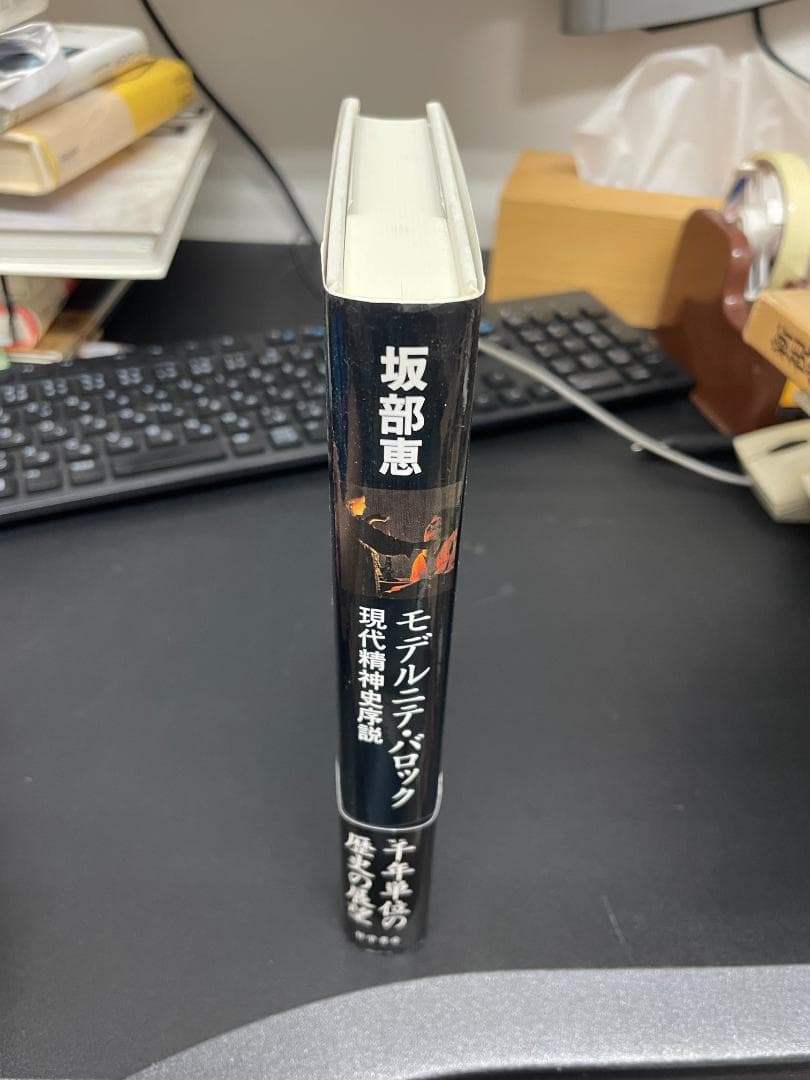 坂部恵
モデルニテ・バロック
現代精神史序説
千年単位の
歴史の展望